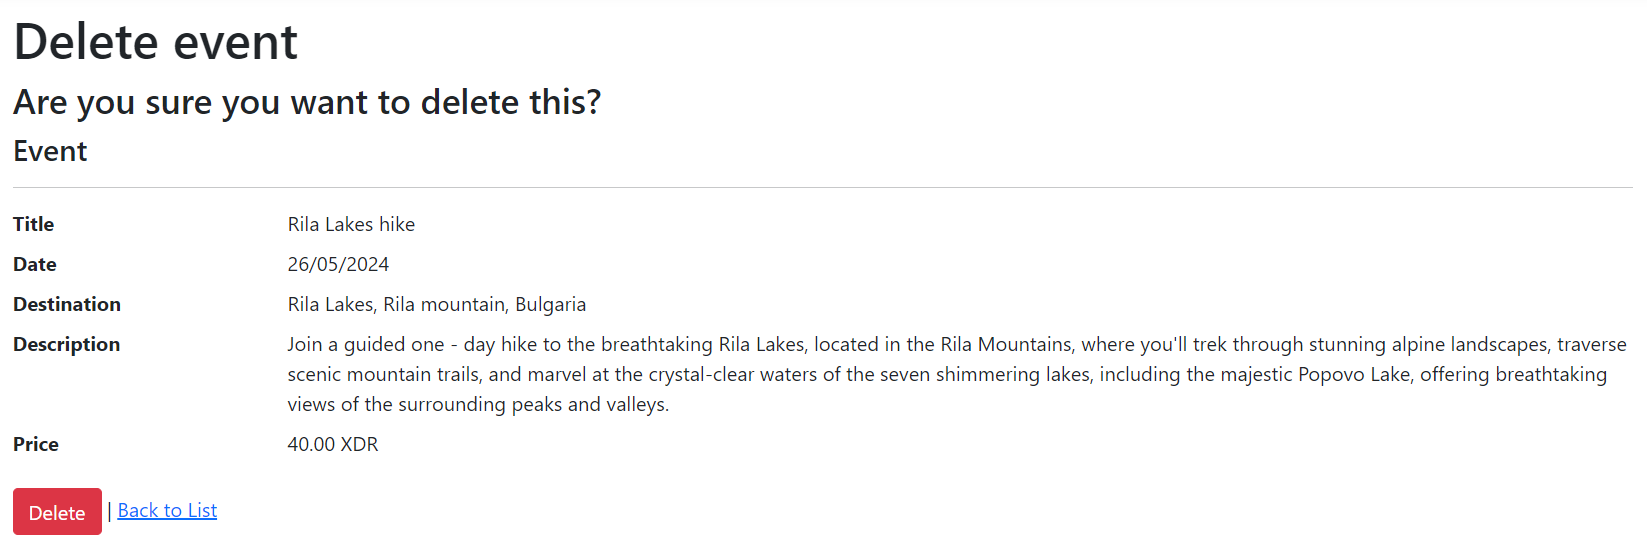 Delete event
Are you sure you want to delete this?
Event
Title Rila Lakes hike
Date 26/05/2024
Destination Rila Lakes, Rila mountain, Bulgaria
Description Join a guided one - day hike to the breathtaking Rila Lakes, located in the Rila Mountains, where you'll trek through stunning alpine landscapes, traverse
scenic mountain trails, and marvel at the crystal-clear waters of the seven shimmering lakes, including the majestic Popovo Lake, offering breathtaking
views of the surrounding peaks and valleys.
Price 40.00 XDR
Delete | Back to List